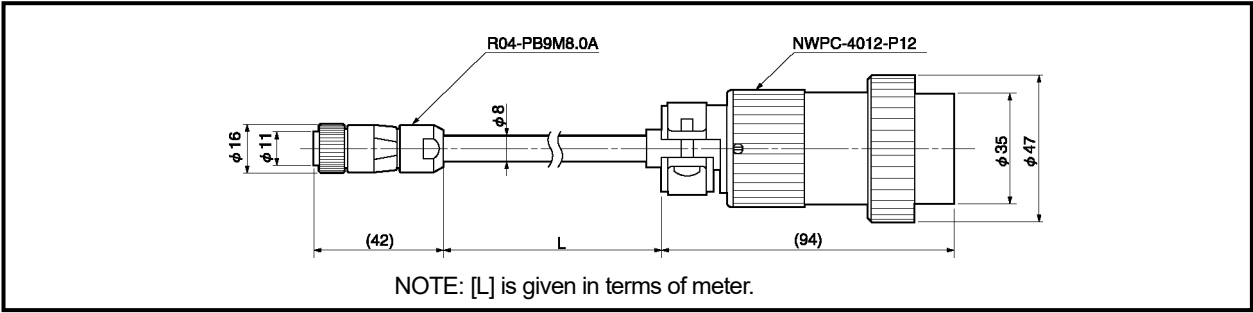 R04-PB9M8.0A
NWPC-4012-P12
φ16
φ11
φ8
φ35
φ47
(42)
L
(94)
NOTE: [L] is given in terms of meter.